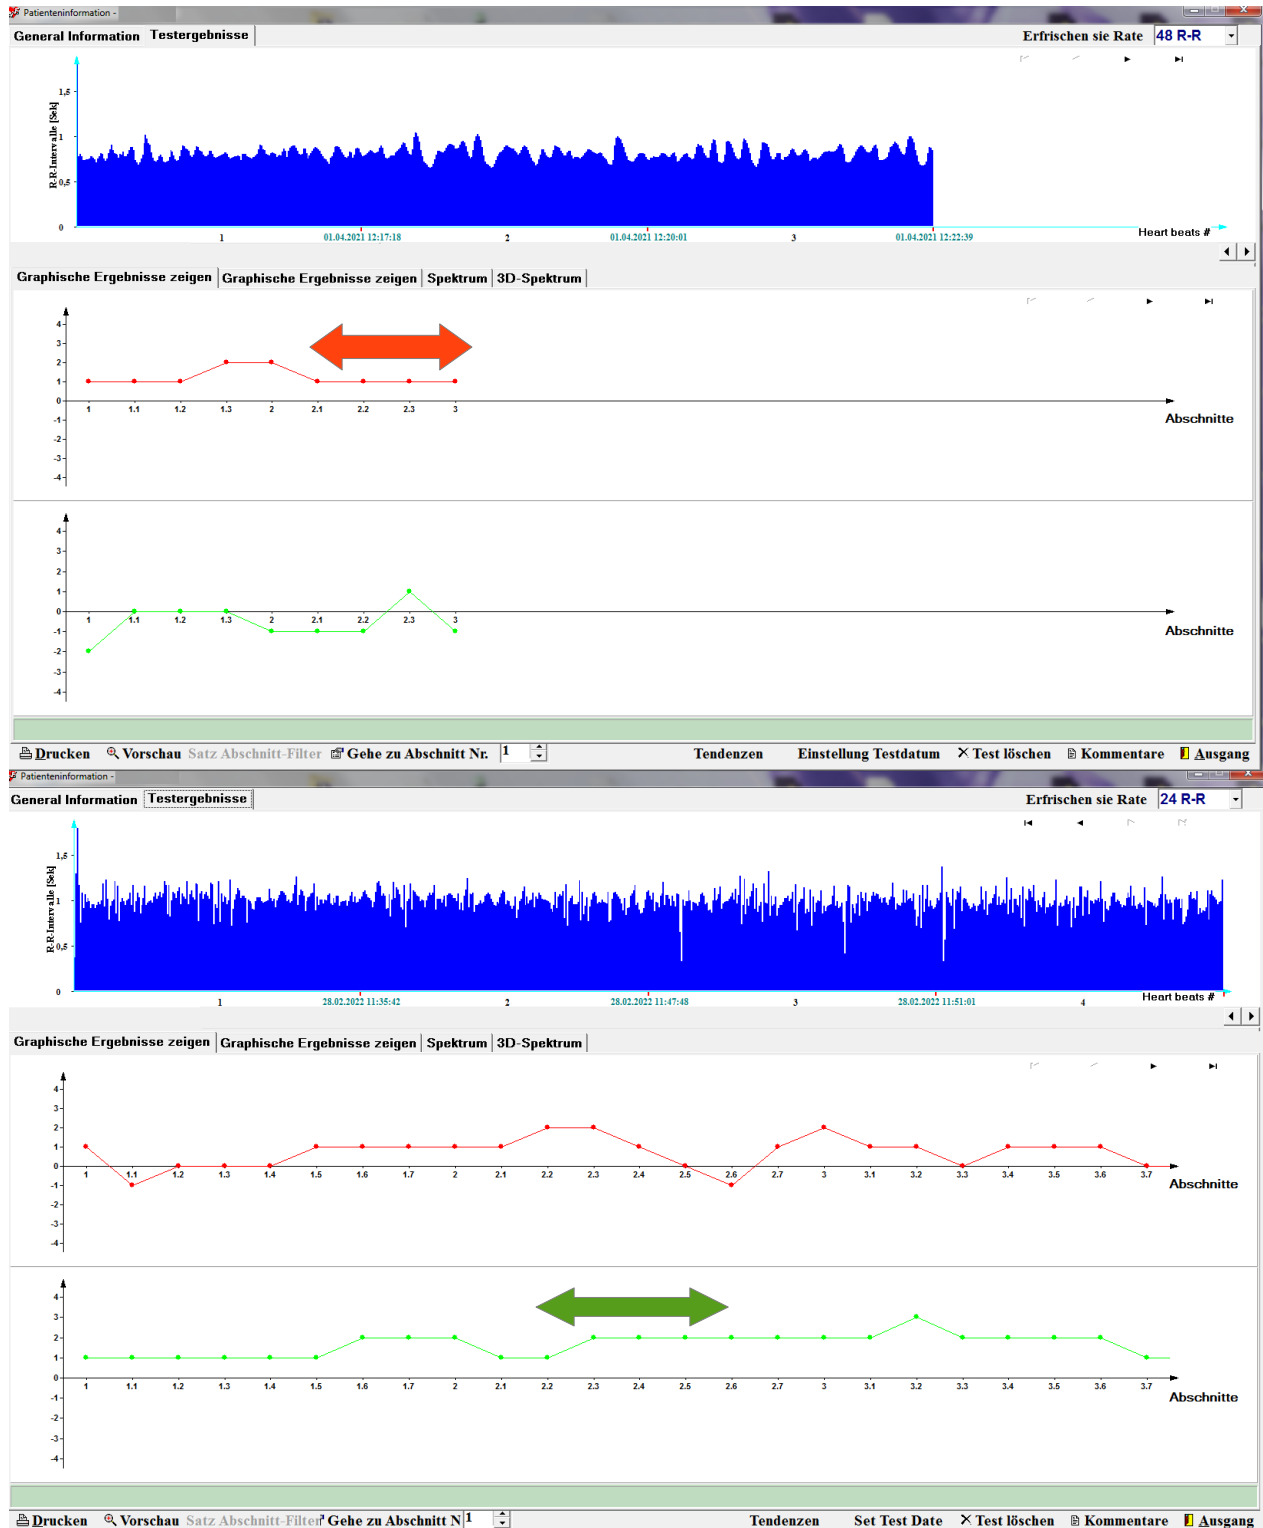 Patienteninformation -
General Information Testergebnisse Erfrischen sie Rate 48 R-R
R-R-Intervalle [Sek]
1,5
1
0,5
0
1 01.04.2021 12:17:18 2 01.04.2021 12:20:01 3 01.04.2021 12:22:39 Heart beats #
Graphische Ergebnisse zeigen Graphische Ergebnisse zeigen Spektrum 3D-Spektrum
4
3
2
1
0
1 1.1 1.2 1.3 2 2.1 2.2 2.3 3
Abschnitte
-1
-2
-3
-4
4
3
2
1
0
1 1.1 1.2 1.3 2 2.1 2.2 2.3 3
Abschnitte
-1
-2
-3
-4
Drucken Vorschau Satz Abschnitt-Filter Gehe zu Abschnitt Nr. 1 Tendenzen Einstellung Testdatum Test löschen Kommentare Ausgang
Patienteninformation -
General Information Testergebnisse Erfrischen sie Rate 24 R-R
R-R-Intervalle [Sek]
1,5
1
0,5
0
1 28.02.2022 11:35:42 2 28.02.2022 11:47:48 3 28.02.2022 11:51:01 4 Heart beats #
Graphische Ergebnisse zeigen Graphische Ergebnisse zeigen Spektrum 3D-Spektrum
4
3
2
1
0
1 1.1 1.2 1.3 1.4 1.5 1.6 1.7 2 2.1 2.2 2.3 2.4 2.5 2.6 2.7 3 3.1 3.2 3.3 3.4 3.5 3.6 3.7
Abschnitte
-1
-2
-3
-4
4
3
2
1
0
1 1.1 1.2 1.3 1.4 1.5 1.6 1.7 2 2.1 2.2 2.3 2.4 2.5 2.6 2.7 3 3.1 3.2 3.3 3.4 3.5 3.6 3.7
Abschnitte
-1
-2
-3
-4
Drucken Vorschau Satz Abschnitt-Filter Gehe zu Abschnitt N 1 Tendenzen Set Test Date Test löschen Kommentare Ausgang